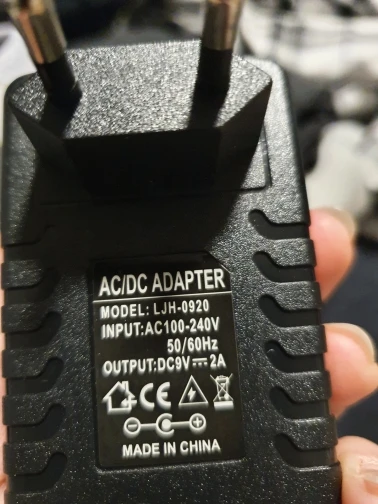 AC/DC ADAPTER
MODEL: LJH-0920
INPUT:AC100-240V
50/60Hz
OUTPUT:DC9V⎓2A
CE
MADE IN CHINA